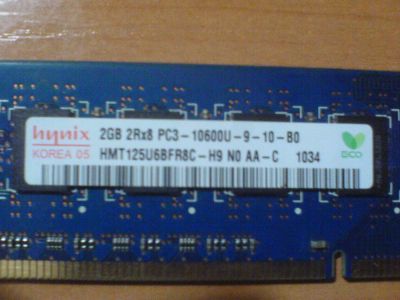 hynix 2GB 2Rx8 PC3-10600U-9-10-B0
KOREA 05 HMT125U6BFR8C-H9 N0 AA-C 1034
ECO